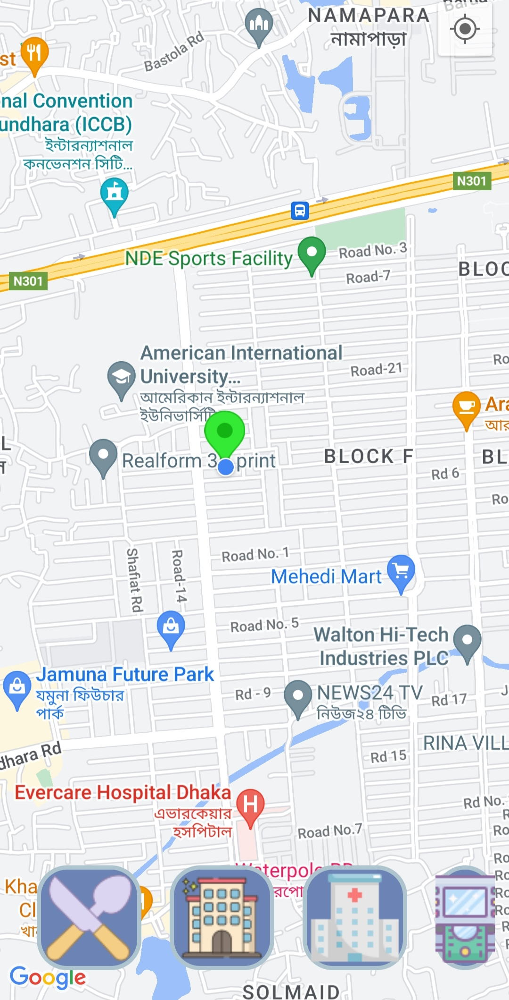 NAMAPARA
নামাপাড়া
Bastola Rd
st
nal Convention
undhara (ICCB)
ইন্টারন্যাশনাল
কনভেনশন সিটি...
N301
N301
NDE Sports Facility
Road No. 3
Road-7
BLOC
American International
University...
আমেরিকান ইন্টারন্যাশনাল
ইউনিভার্সিটি
Road-21
Ro
Ara
আর
L
Realform 3
print
BLOCK F
BL
Rd 6
Ro
Road No. 1
Shafiat Rd
Road-14
Mehedi Mart
Road No. 5
Walton Hi-Tech
Industries PLC
Jamuna Future Park
যমুনা ফিউচার
পার্ক
Rd - 9
NEWS24 TV
নিউজ২৪ টিভি
Rd 17
J
RINA VILL
dhara Rd
Rd 15
Evercare Hospital Dhaka
এভারকেয়ার
হসপিটাল
H
Rd No.
R
Ro
Road No.7
Ro
Ro
Ro
Ro
R
Waterpolo
রপো
Kha
Cl
খা
Google
SOLMAID